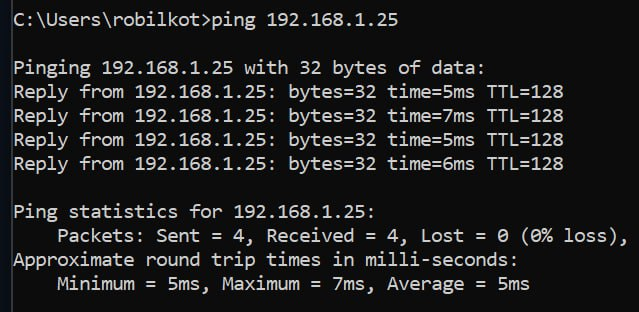 C:\Users\robilkot>ping 192.168.1.25
Pinging 192.168.1.25 with 32 bytes of data:
Reply from 192.168.1.25: bytes=32 time=5ms TTL=128
Reply from 192.168.1.25: bytes=32 time=7ms TTL=128
Reply from 192.168.1.25: bytes=32 time=5ms TTL=128
Reply from 192.168.1.25: bytes=32 time=6ms TTL=128
Ping statistics for 192.168.1.25:
    Packets: Sent = 4, Received = 4, Lost = 0 (0% loss),
Approximate round trip times in milli-seconds:
    Minimum = 5ms, Maximum = 7ms, Average = 5ms